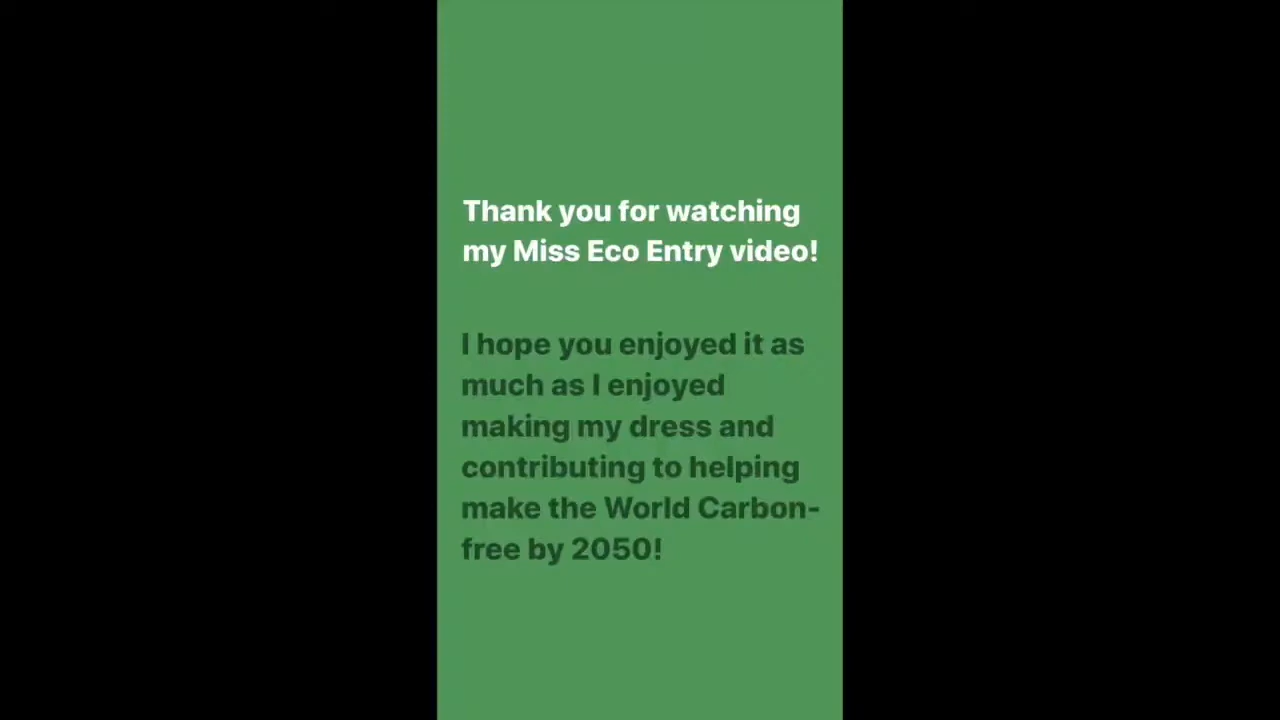 Thank you for watching
my Miss Eco Entry video!
I hope you enjoyed it as
much as I enjoyed
making my dress and
contributing to helping
make the World Carbon-
free by 2050!